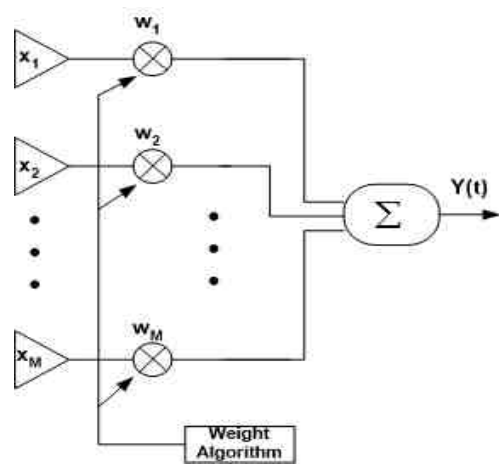 w1
x1
w2
x2
Y(t)
Σ
wM
xM
Weight
Algorithm